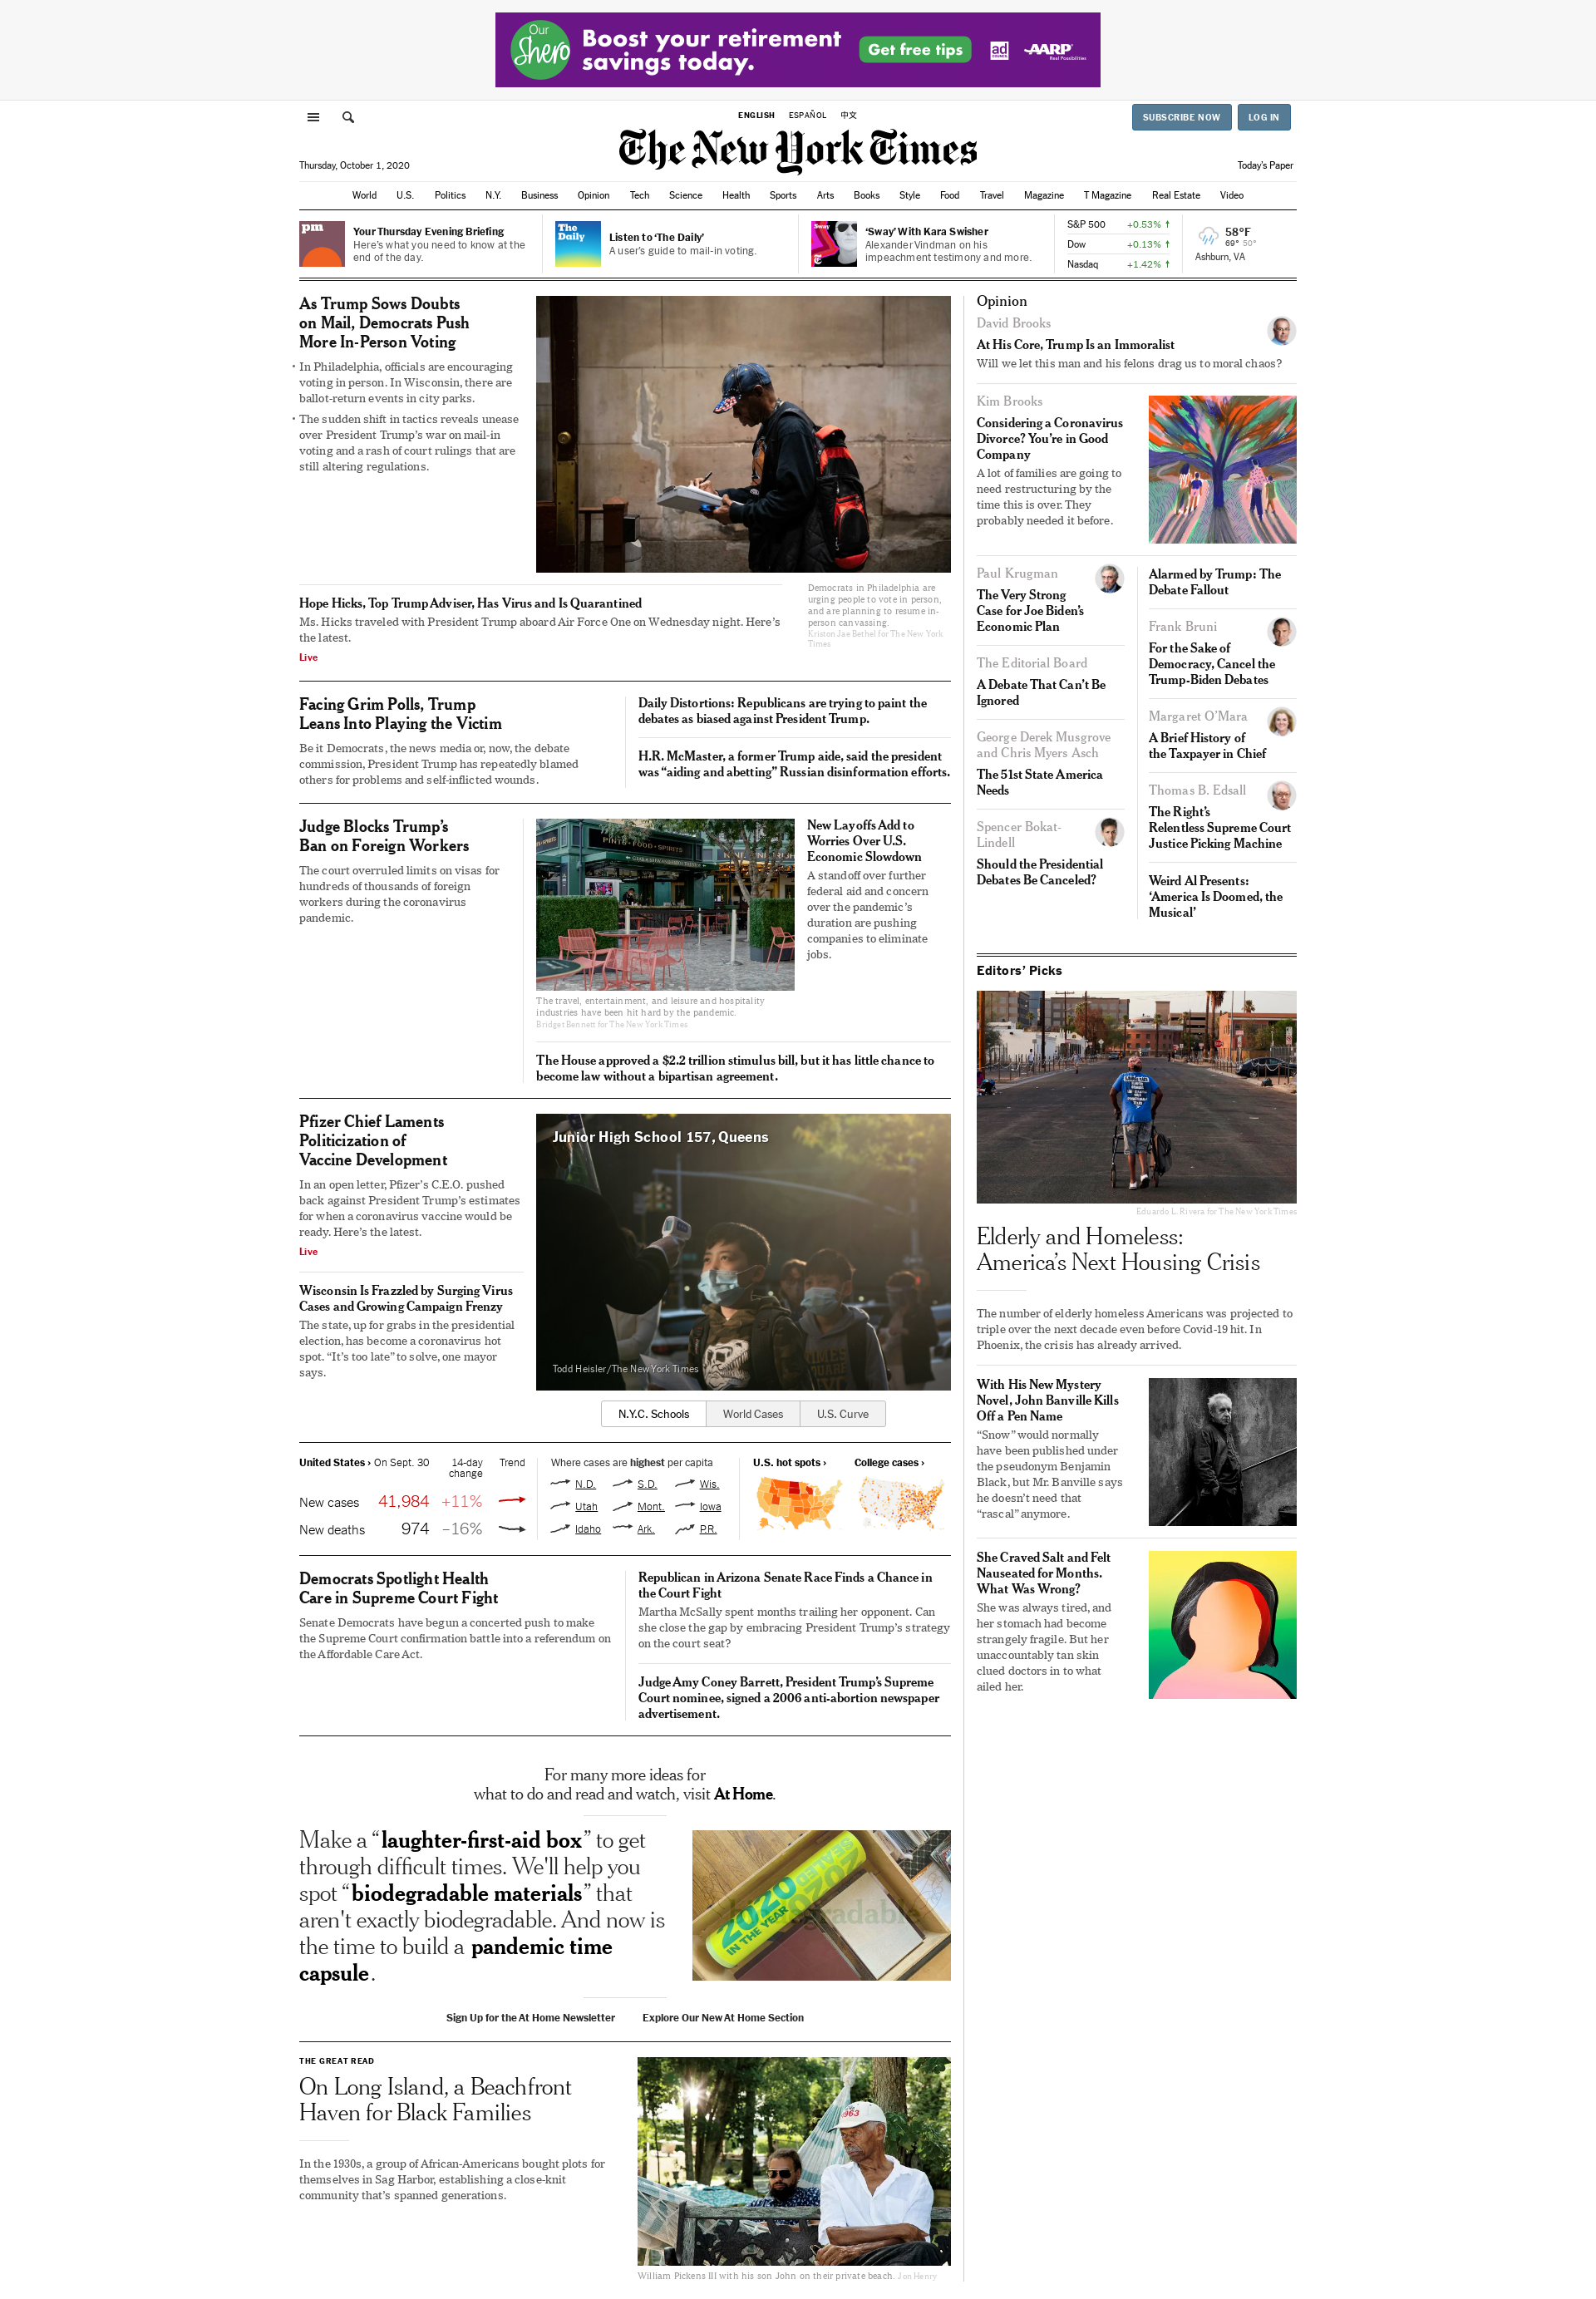 Our
Shero
Boost your retirement
savings today.
Get free tips
ad
AARP
Real Possibilities
ENGLISH ESPAÑOL 中文
SUBSCRIBE NOW LOG IN
The New York Times
Thursday, October 1, 2020
Today's Paper
World U.S. Politics N.Y. Business Opinion Tech Science Health Sports Arts Books Style Food Travel Magazine T Magazine Real Estate Video
pm
Your Thursday Evening Briefing
Here's what you need to know at the
end of the day.
The
Daily
Listen to 'The Daily'
A user's guide to mail-in voting.
Sway
'Sway' With Kara Swisher
Alexander Vindman on his
impeachment testimony and more.
S&P 500 +0.53% ↑
Dow +0.13% ↑
Nasdaq +1.42% ↑
58°F
69° 50°
Ashburn, VA
As Trump Sows Doubts
on Mail, Democrats Push
More In-Person Voting
• In Philadelphia, officials are encouraging
voting in person. In Wisconsin, there are
ballot-return events in city parks.
• The sudden shift in tactics reveals unease
over President Trump's war on mail-in
voting and a rash of court rulings that are
still altering regulations.
Hope Hicks, Top Trump Adviser, Has Virus and Is Quarantined
Ms. Hicks traveled with President Trump aboard Air Force One on Wednesday night. Here's
the latest.
Live
Democrats in Philadelphia are
urging people to vote in person,
and are planning to resume in-
person canvassing.
Kriston Jae Bethel for The New York
Times
Facing Grim Polls, Trump
Leans Into Playing the Victim
Be it Democrats, the news media or, now, the debate
commission, President Trump has repeatedly blamed
others for problems and self-inflicted wounds.
Daily Distortions: Republicans are trying to paint the
debates as biased against President Trump.
H.R. McMaster, a former Trump aide, said the president
was "aiding and abetting" Russian disinformation efforts.
Judge Blocks Trump's
Ban on Foreign Workers
The court overruled limits on visas for
hundreds of thousands of foreign
workers during the coronavirus
pandemic.
PINTS · FOOD · SPIRITS
The travel, entertainment, and leisure and hospitality
industries have been hit hard by the pandemic.
Bridget Bennett for The New York Times
New Layoffs Add to
Worries Over U.S.
Economic Slowdown
A standoff over further
federal aid and concern
over the pandemic's
duration are pushing
companies to eliminate
jobs.
The House approved a $2.2 trillion stimulus bill, but it has little chance to
become law without a bipartisan agreement.
Pfizer Chief Laments
Politicization of
Vaccine Development
In an open letter, Pfizer's C.E.O. pushed
back against President Trump's estimates
for when a coronavirus vaccine would be
ready. Here's the latest.
Live
Wisconsin Is Frazzled by Surging Virus
Cases and Growing Campaign Frenzy
The state, up for grabs in the presidential
election, has become a coronavirus hot
spot. "It's too late" to solve, one mayor
says.
Junior High School 157, Queens
TIMES
SQUARE
Todd Heisler/The New York Times
N.Y.C. Schools World Cases U.S. Curve
United States › On Sept. 30 14-day
change Trend
New cases 41,984 +11%
New deaths 974 –16%
Where cases are highest per capita
N.D. S.D. Wis.
Utah Mont. Iowa
Idaho Ark. P.R.
U.S. hot spots › College cases ›
Democrats Spotlight Health
Care in Supreme Court Fight
Senate Democrats have begun a concerted push to make
the Supreme Court confirmation battle into a referendum on
the Affordable Care Act.
Republican in Arizona Senate Race Finds a Chance in
the Court Fight
Martha McSally spent months trailing her opponent. Can
she close the gap by embracing President Trump's strategy
on the court seat?
Judge Amy Coney Barrett, President Trump's Supreme
Court nominee, signed a 2006 anti-abortion newspaper
advertisement.
For many more ideas for
what to do and read and watch, visit At Home.
Make a "laughter-first-aid box" to get
through difficult times. We'll help you
spot "biodegradable materials" that
aren't exactly biodegradable. And now is
the time to build a pandemic time
capsule.
SEALED
2020
IN THE YEAR
2020
biodegradable
Sign Up for the At Home Newsletter Explore Our New At Home Section
THE GREAT READ
On Long Island, a Beachfront
Haven for Black Families
In the 1930s, a group of African-Americans bought plots for
themselves in Sag Harbor, establishing a close-knit
community that's spanned generations.
1963
William Pickens III with his son John on their private beach. Jon Henry
Opinion
David Brooks
At His Core, Trump Is an Immoralist
Will we let this man and his felons drag us to moral chaos?
Kim Brooks
Considering a Coronavirus
Divorce? You're in Good
Company
A lot of families are going to
need restructuring by the
time this is over. They
probably needed it before.
Paul Krugman
The Very Strong
Case for Joe Biden's
Economic Plan
The Editorial Board
A Debate That Can't Be
Ignored
George Derek Musgrove
and Chris Myers Asch
The 51st State America
Needs
Spencer Bokat-
Lindell
Should the Presidential
Debates Be Canceled?
Alarmed by Trump: The
Debate Fallout
Frank Bruni
For the Sake of
Democracy, Cancel the
Trump-Biden Debates
Margaret O'Mara
A Brief History of
the Taxpayer in Chief
Thomas B. Edsall
The Right's
Relentless Supreme Court
Justice Picking Machine
Weird Al Presents:
'America Is Doomed, the
Musical'
Editors' Picks
Eduardo L. Rivera for The New York Times
Elderly and Homeless:
America's Next Housing Crisis
The number of elderly homeless Americans was projected to
triple over the next decade even before Covid-19 hit. In
Phoenix, the crisis has already arrived.
With His New Mystery
Novel, John Banville Kills
Off a Pen Name
"Snow" would normally
have been published under
the pseudonym Benjamin
Black, but Mr. Banville says
he doesn't need that
"rascal" anymore.
She Craved Salt and Felt
Nauseated for Months.
What Was Wrong?
She was always tired, and
her stomach had become
strangely fragile. But her
unaccountably tan skin
clued doctors in to what
ailed her.